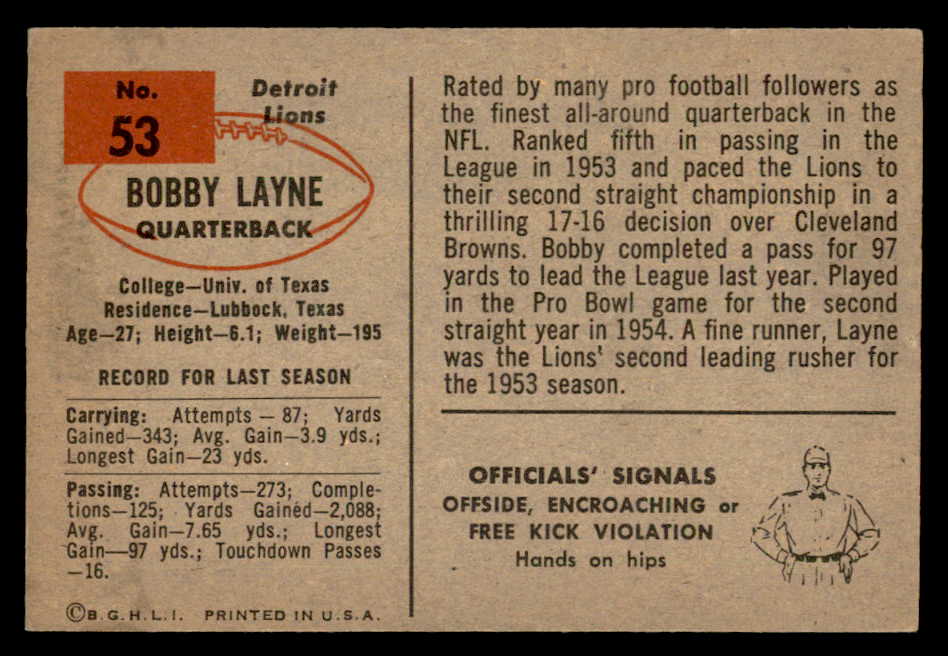 No.
53
Detroit
Lions
BOBBY LAYNE
QUARTERBACK
College—Univ. of Texas
Residence—Lubbock, Texas
Age—27; Height—6.1; Weight—195
RECORD FOR LAST SEASON
Carrying: Attempts — 87; Yards
Gained—343; Avg. Gain—3.9 yds.;
Longest Gain—23 yds.
Passing: Attempts—273; Comple-
tions—125; Yards Gained—2,088;
Avg. Gain—7.65 yds.; Longest
Gain—97 yds.; Touchdown Passes
—16.
©B.G.H.L.I. PRINTED IN U.S.A.
Rated by many pro football followers as
the finest all-around quarterback in the
NFL. Ranked fifth in passing in the
League in 1953 and paced the Lions to
their second straight championship in a
thrilling 17-16 decision over Cleveland
Browns. Bobby completed a pass for 97
yards to lead the League last year. Played
in the Pro Bowl game for the second
straight year in 1954. A fine runner, Layne
was the Lions' second leading rusher for
the 1953 season.
OFFICIALS' SIGNALS
OFFSIDE, ENCROACHING or
FREE KICK VIOLATION
Hands on hips